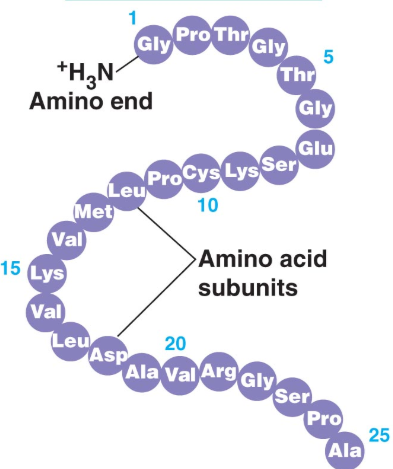 1
Gly Pro Thr Gly
5
Thr
+H3N
Amino end
Gly
Glu
Leu Pro Cys Lys Ser
10
Met
Val
15 Lys
Amino acid
subunits
Val
Leu Asp
20
Ala Val Arg Gly
Ser
Pro
25
Ala